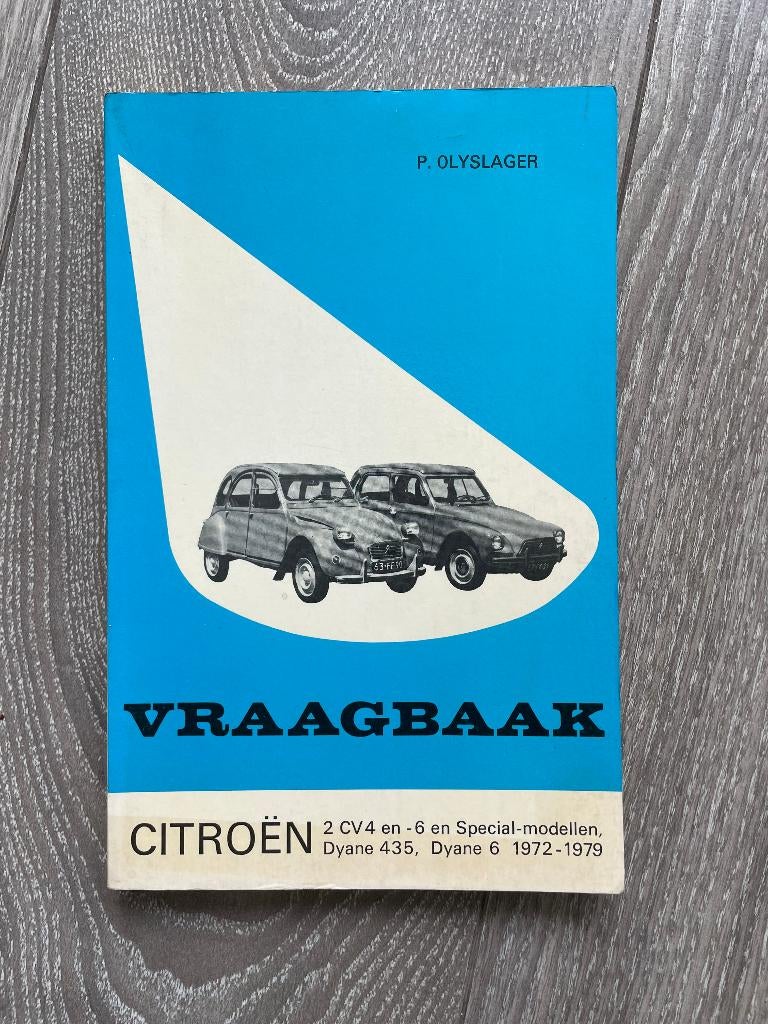 P. OLYSLAGER
VRAAGBAAK
CITROËN
2 CV4 en -6 en Special-modellen,
Dyane 435, Dyane 6 1972-1979